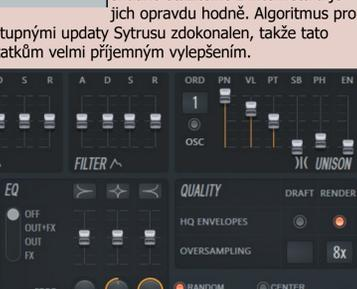 jich opravdu hodně. Algoritmus pro
tupnými updaty Sytrusu zdokonalen, takže tato
atkům velmi příjemným vylepšením.
D S R A D S R ORD PN VL PT SB PH EN
1
OSC
FILTER UNISON
EQ QUALITY DRAFT RENDER
OFF
OUT+FX HQ ENVELOPES
OUT
FX OVERSAMPLING 8x
RANDOM CENTER